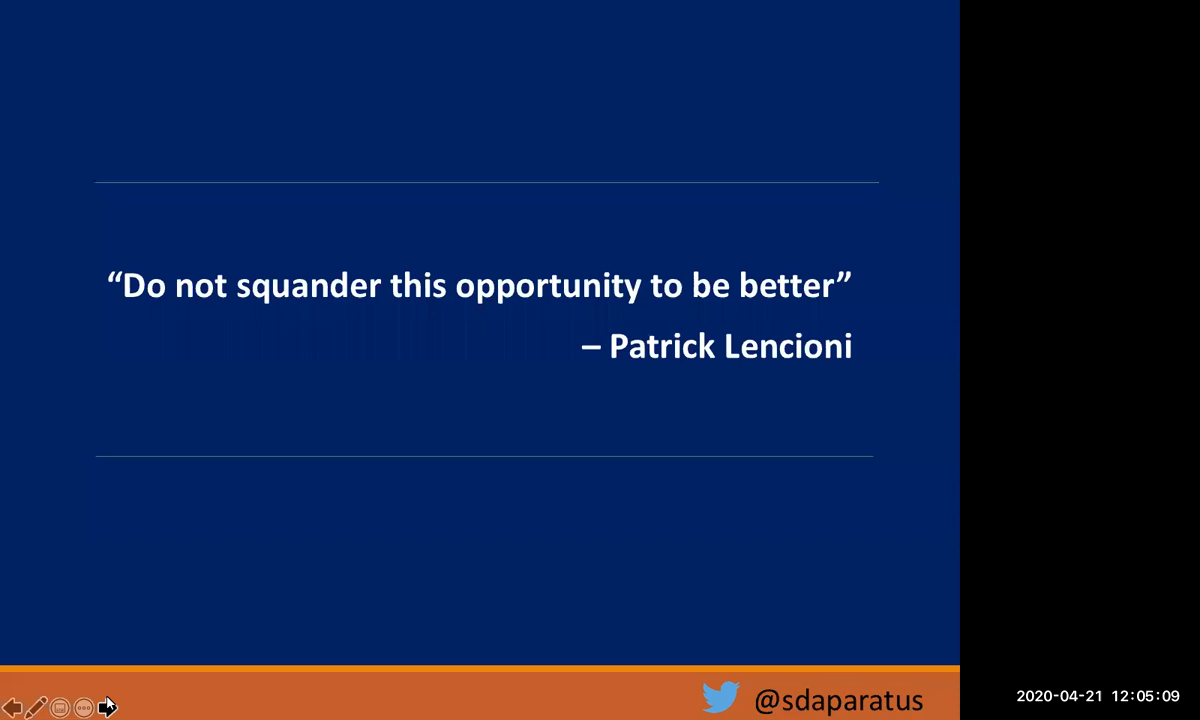 “Do not squander this opportunity to be better”
– Patrick Lencioni
@sdaparatus
2020-04-21 12:05:09